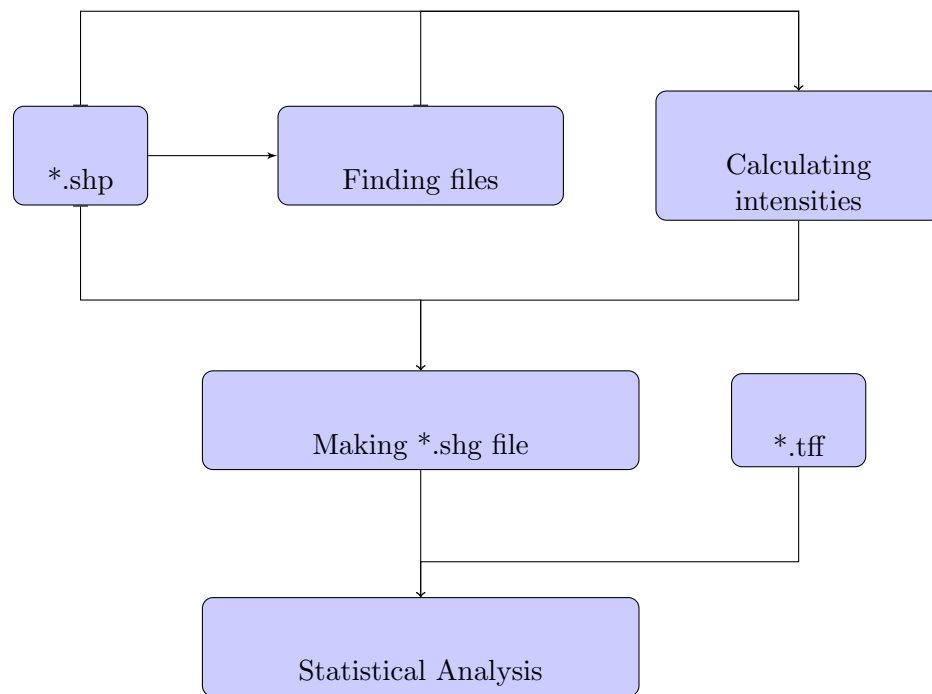 *.shp
Finding files
Calculating
intensities
Making *.shg file
*.tff
Statistical Analysis